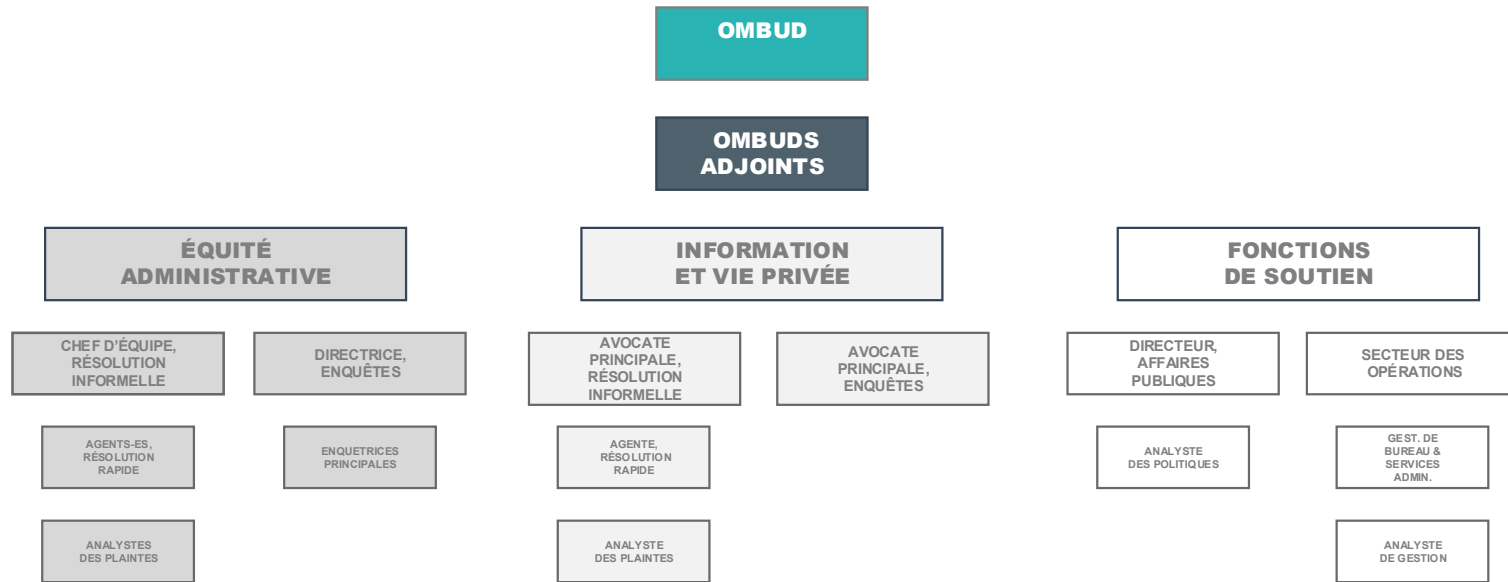 OMBUD
OMBUDS
ADJOINTS
ÉQUITÉ
ADMINISTRATIVE
INFORMATION
ET VIE PRIVÉE
FONCTIONS
DE SOUTIEN
CHEF D’ÉQUIPE,
RÉSOLUTION
INFORMELLE
DIRECTRICE,
ENQUÊTES
AVOCATE
PRINCIPALE,
RÉSOLUTION
INFORMELLE
AVOCATE
PRINCIPALE,
ENQUÊTES
DIRECTEUR,
AFFAIRES
PUBLIQUES
SECTEUR DES
OPÉRATIONS
AGENTS-ES,
RÉSOLUTION
RAPIDE
ENQUETRICES
PRINCIPALES
AGENTE,
RÉSOLUTION
RAPIDE
ANALYSTE
DES POLITIQUES
GEST. DE
BUREAU &
SERVICES
ADMIN.
ANALYSTES
DES PLAINTES
ANALYSTE
DES PLAINTES
ANALYSTE
DE GESTION